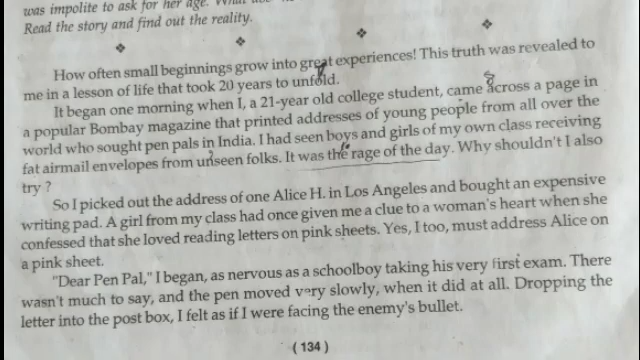 was impolite to ask for her age. What
Read the story and find out the reality.
How often small beginnings grow into great experiences! This truth was revealed to
me in a lesson of life that took 20 years to unfold.
It began one morning when I, a 21-year old college student, came across a page in
a popular Bombay magazine that printed addresses of young people from all over the
world who sought pen pals in India. I had seen boys and girls of my own class receiving
fat airmail envelopes from unseen folks. It was the rage of the day. Why shouldn't I also
try ?
So I picked out the address of one Alice H. in Los Angeles and bought an expensive
writing pad. A girl from my class had once given me a clue to a woman's heart when she
confessed that she loved reading letters on pink sheets. Yes, I too, must address Alice on
a pink sheet.
"Dear Pen Pal," I began, as nervous as a schoolboy taking his very first exam. There
wasn't much to say, and the pen moved very slowly, when it did at all. Dropping the
letter into the post box, I felt as if I were facing the enemy's bullet.
(134)